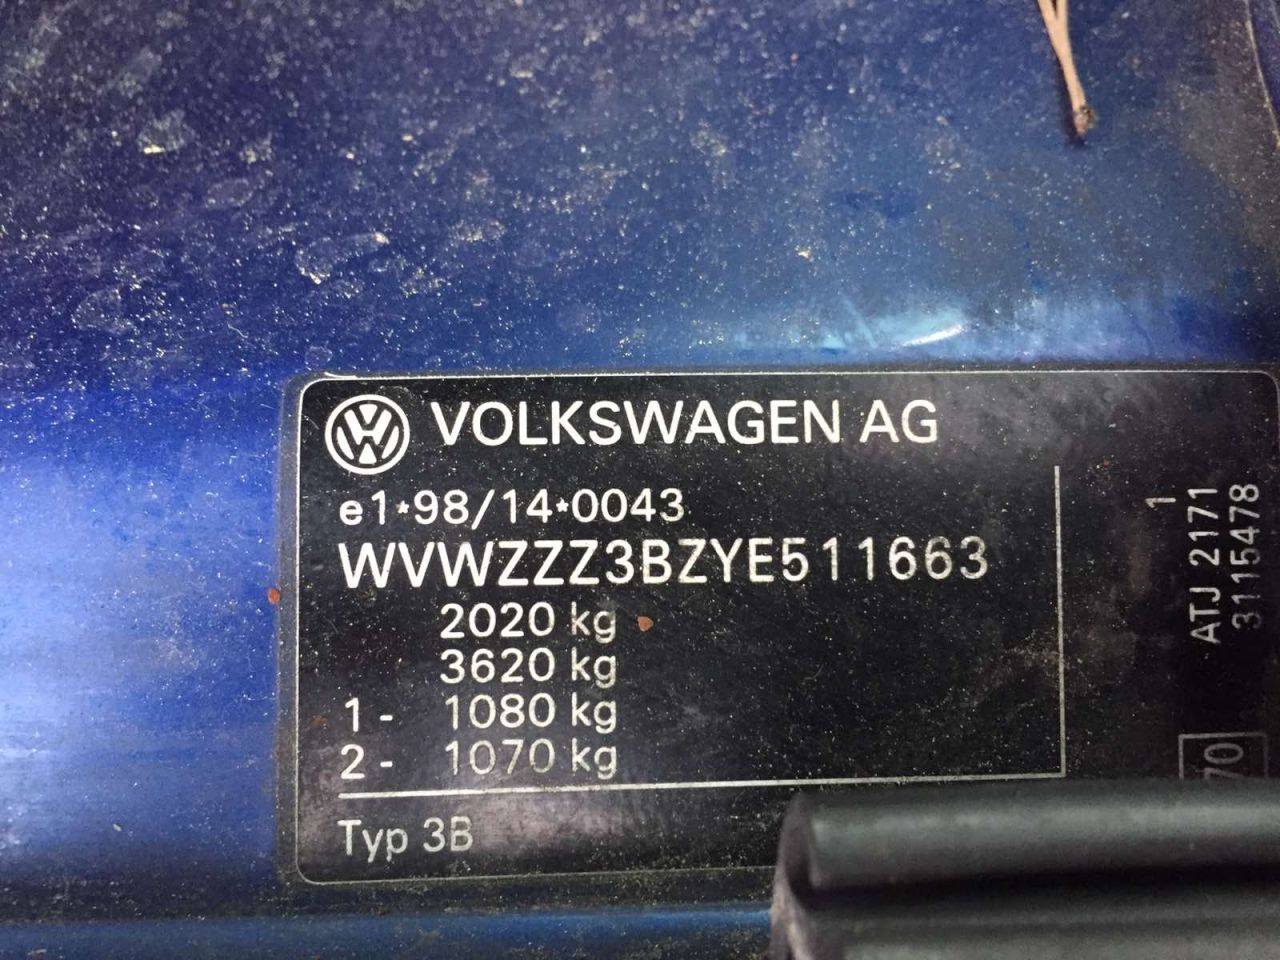 VOLKSWAGEN AG
e1*98/14*0043
WVWZZZ3BZYE511663
2020 kg
3620 kg
1 - 1080 kg
2 - 1070 kg
Typ 3B
1
ATJ 2171
3115478
70